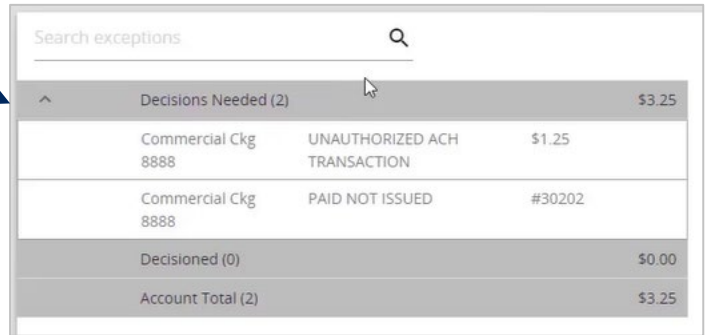 Search exceptions
Decisions Needed (2) $3.25
Commercial Ckg UNAUTHORIZED ACH $1.25
8888 TRANSACTION
Commercial Ckg PAID NOT ISSUED #30202
8888
Decisioned (0) $0.00
Account Total (2) $3.25